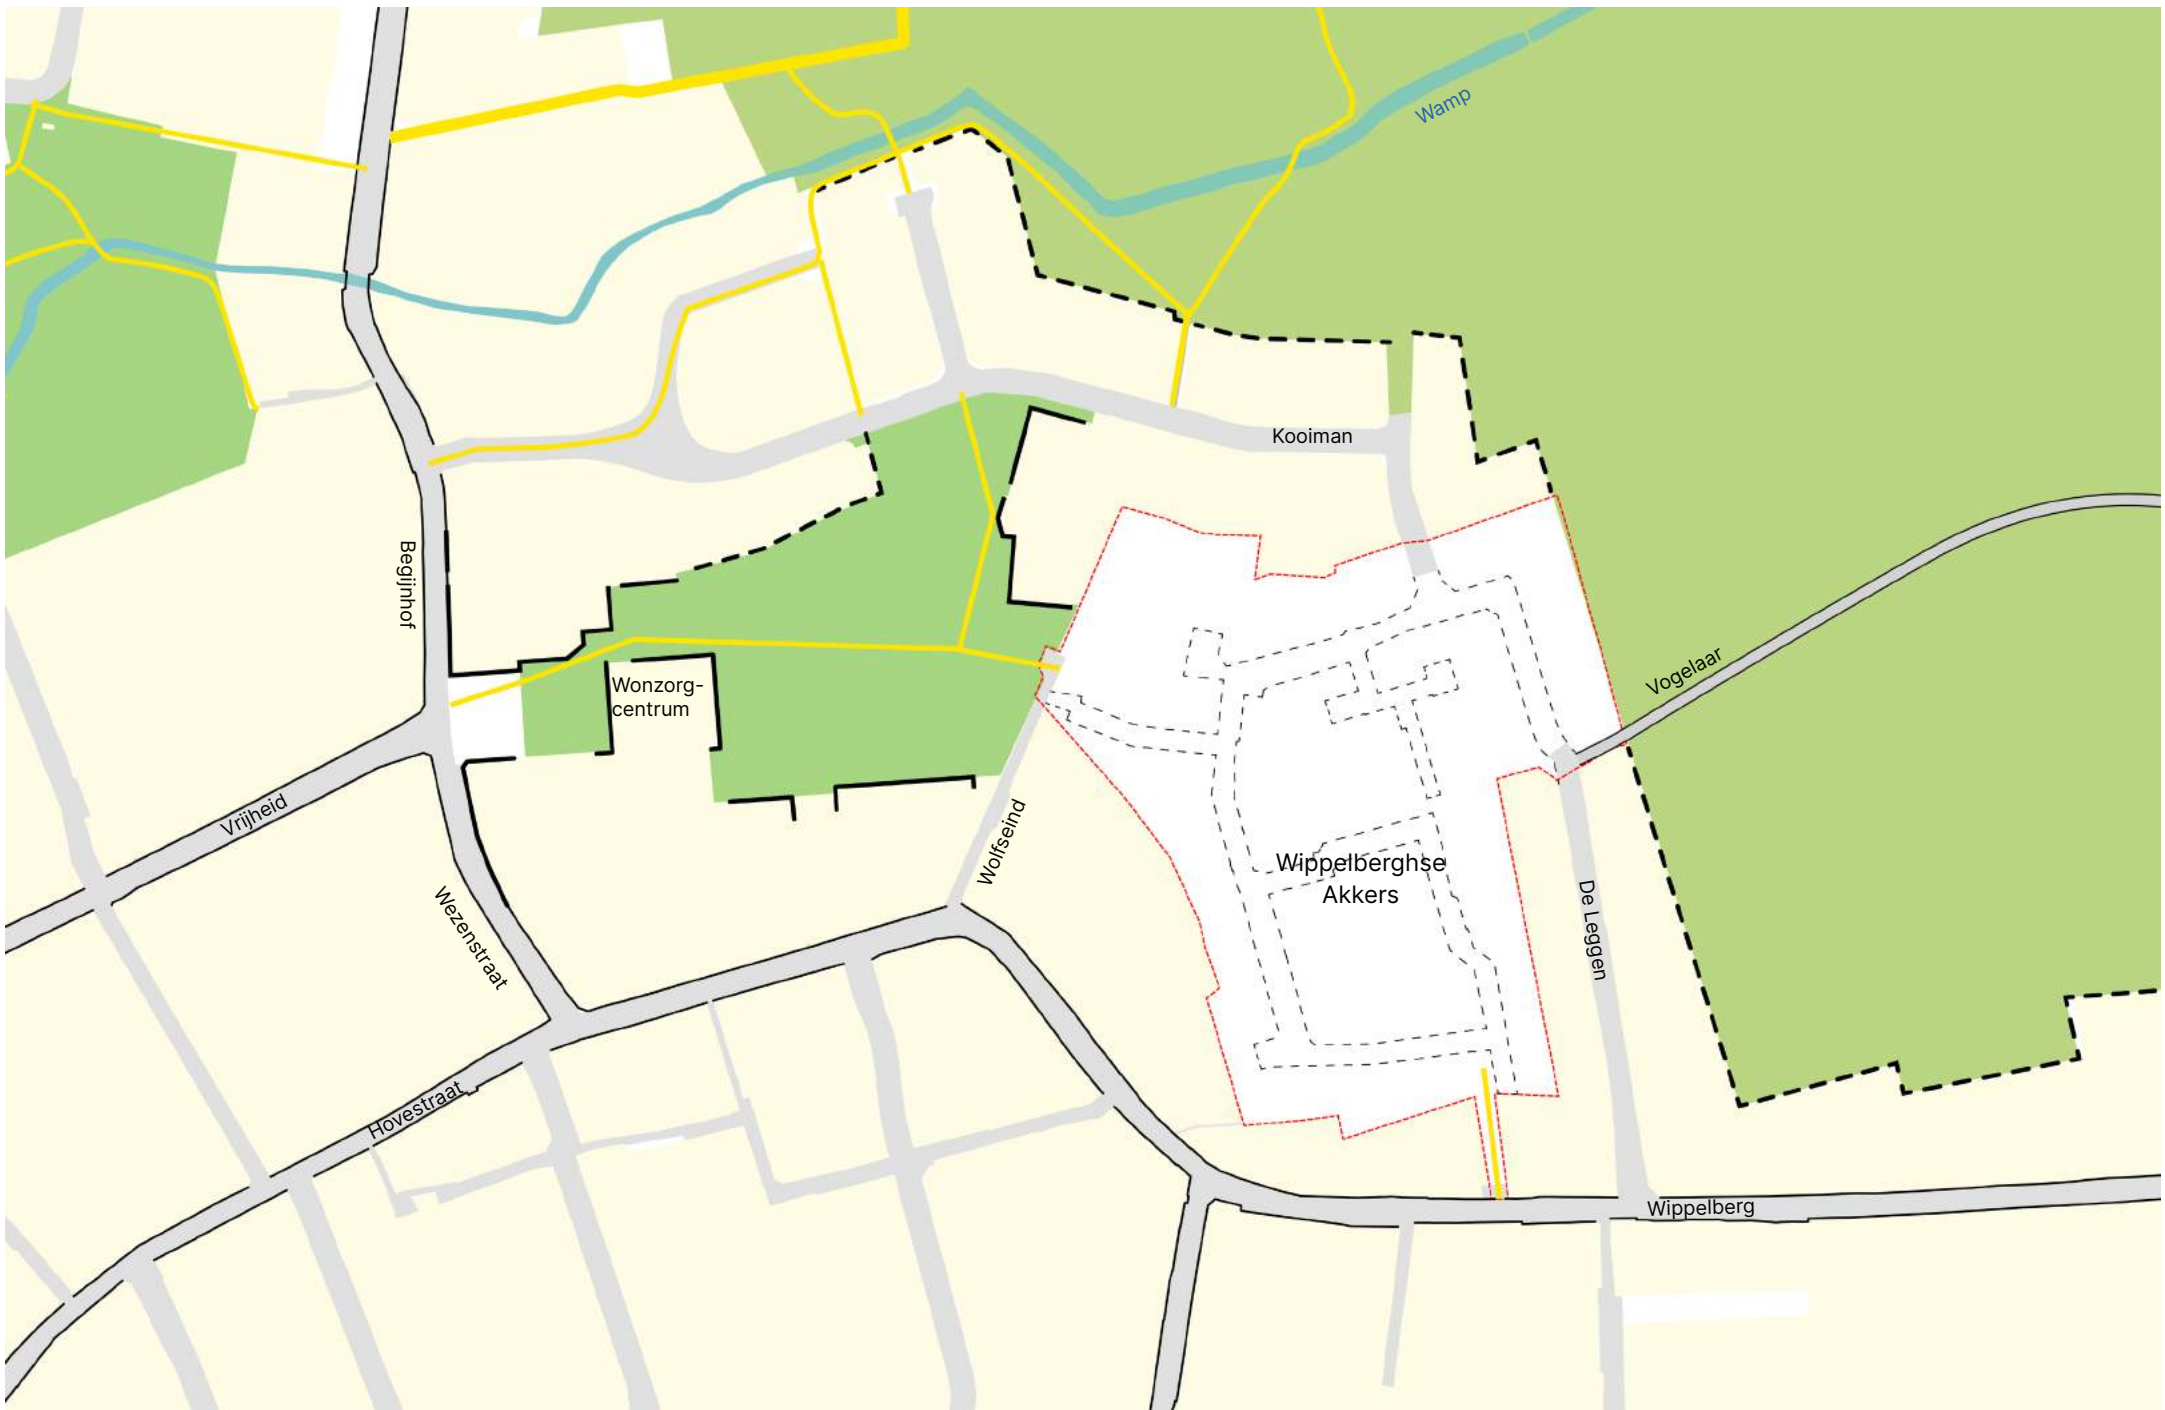 Wamp
Kooiman
Begijnhof
Wonzorg-
centrum
Vogelaar
Vrijheid
Wolfseind
Wippelberghse
Akkers
Wezenstraat
De Leggen
Hovestraat
Wippelberg